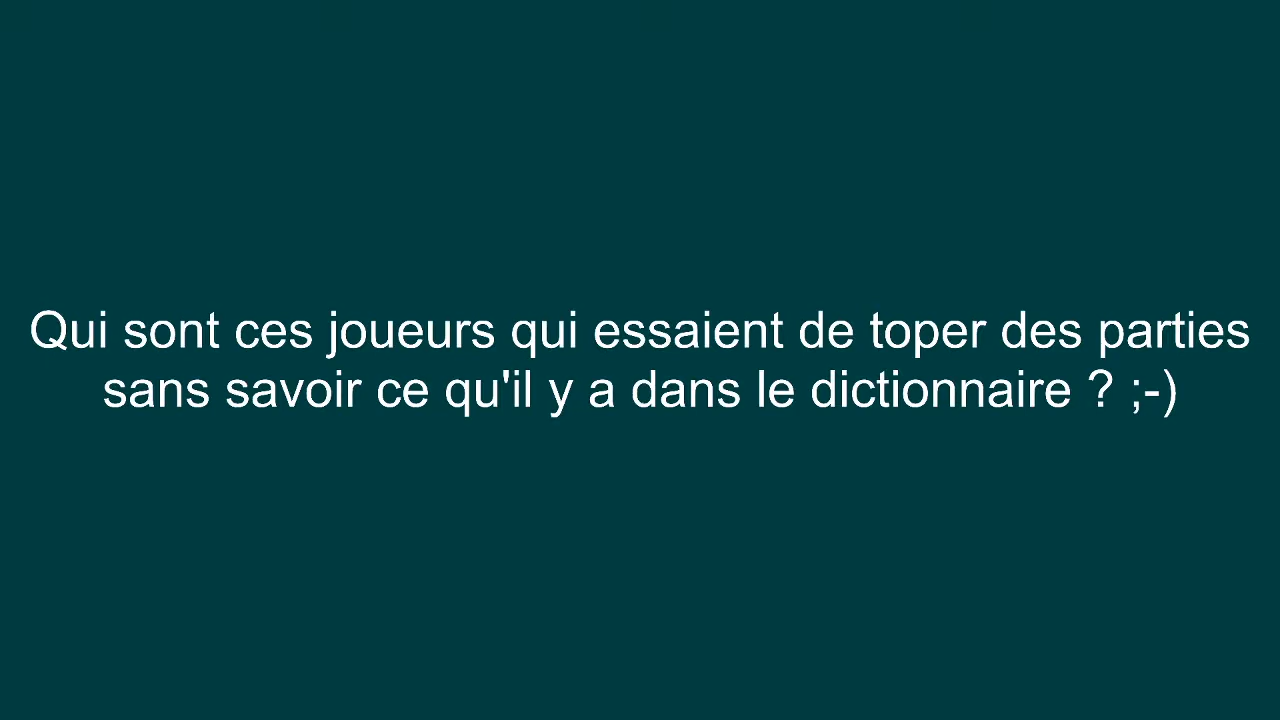 Qui sont ces joueurs qui essaient de toper des parties
sans savoir ce qu'il y a dans le dictionnaire ? ;-)